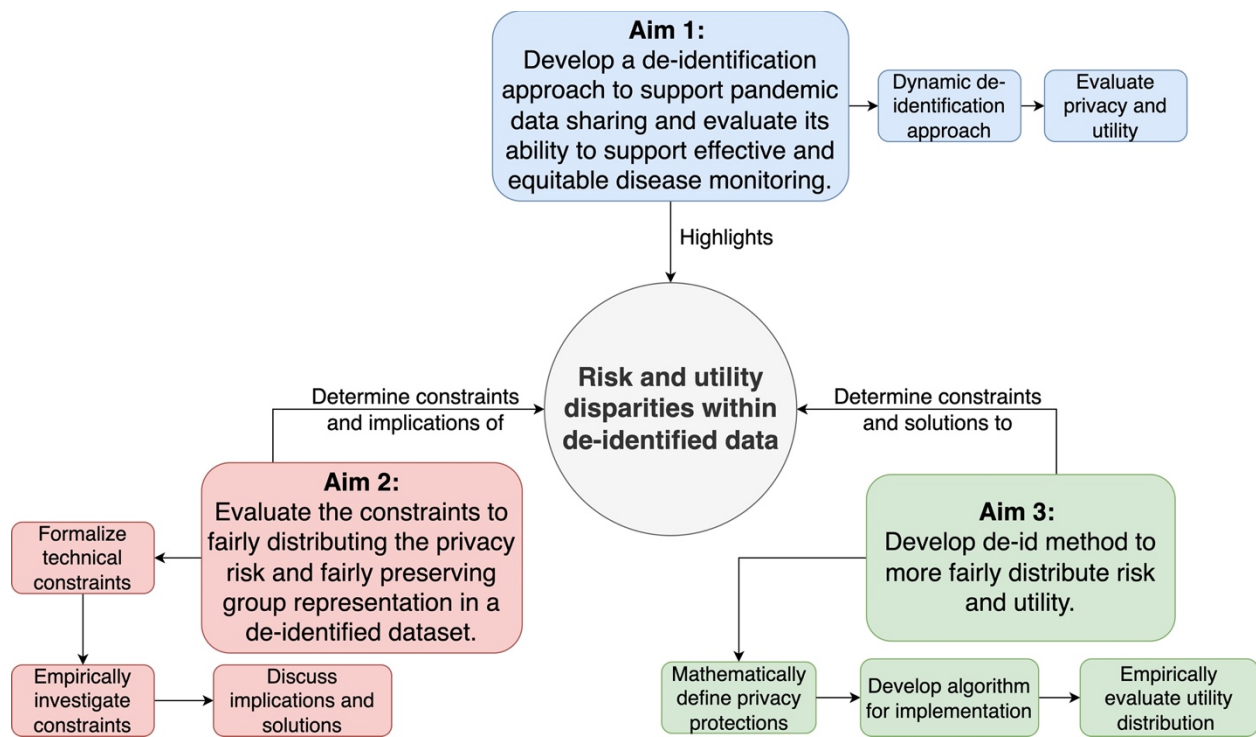 Aim 1:
Develop a de-identification
approach to support pandemic
data sharing and evaluate its
ability to support effective and
equitable disease monitoring.
Dynamic de-
identification
approach
Evaluate
privacy and
utility
Highlights
Risk and utility
disparities within
de-identified data
Determine constraints
and implications of
Determine constraints
and solutions to
Aim 2:
Evaluate the constraints to
fairly distributing the privacy
risk and fairly preserving
group representation in a
de-identified dataset.
Formalize
technical
constraints
Empirically
investigate
constraints
Discuss
implications and
solutions
Aim 3:
Develop de-id method to
more fairly distribute risk
and utility.
Mathematically
define privacy
protections
Develop algorithm
for implementation
Empirically
evaluate utility
distribution